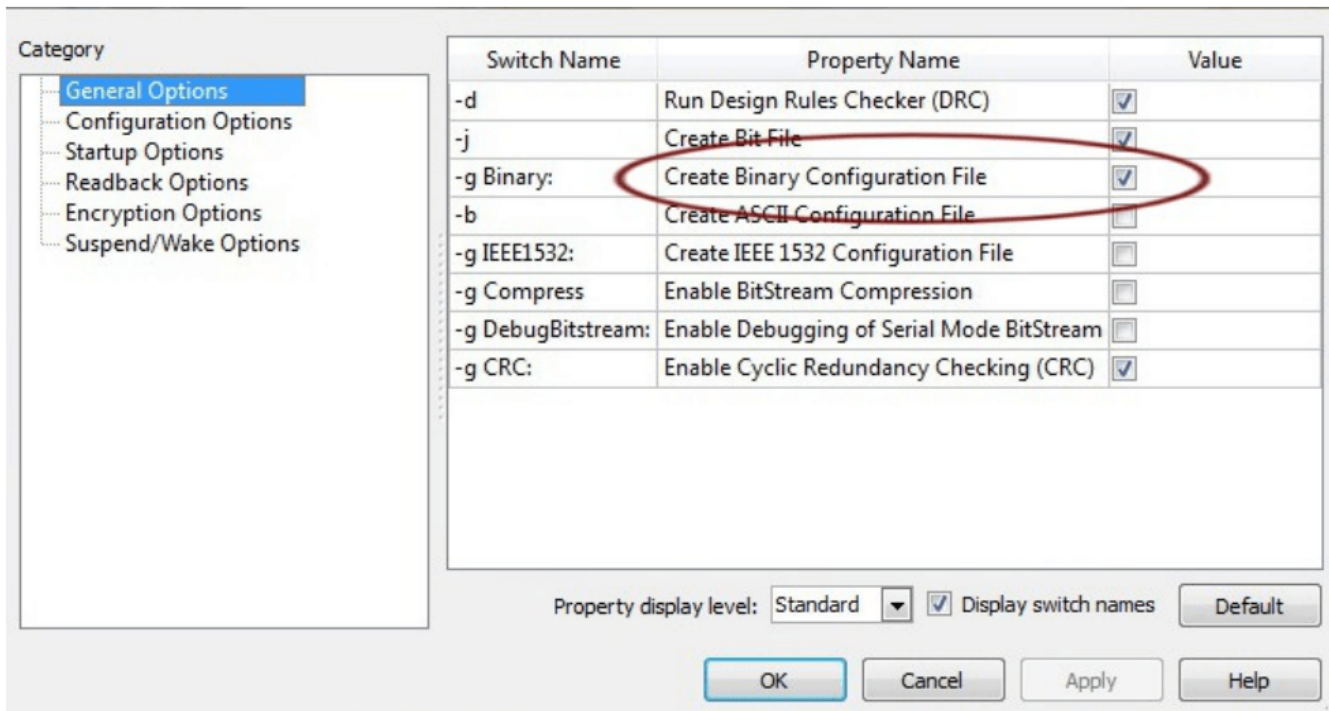 Category
General Options
Configuration Options
Startup Options
Readback Options
Encryption Options
Suspend/Wake Options
Switch Name Property Name Value
-d Run Design Rules Checker (DRC)
-j Create Bit File
-g Binary: Create Binary Configuration File
-b Create ASCII Configuration File
-g IEEE1532: Create IEEE 1532 Configuration File
-g Compress Enable BitStream Compression
-g DebugBitstream: Enable Debugging of Serial Mode BitStream
-g CRC: Enable Cyclic Redundancy Checking (CRC)
Property display level: Standard Display switch names Default
OK Cancel Apply Help